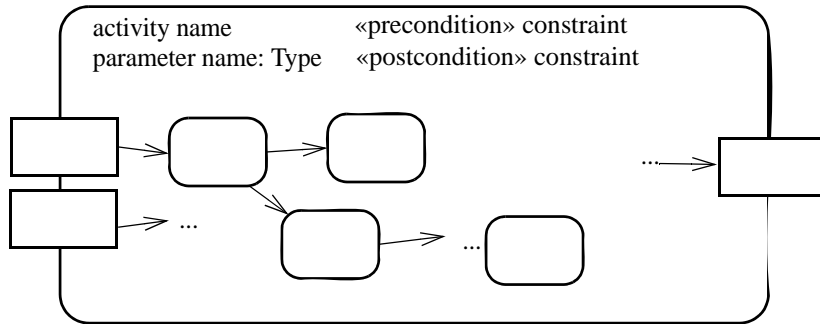 activity name «precondition» constraint
parameter name: Type «postcondition» constraint
...
...
...